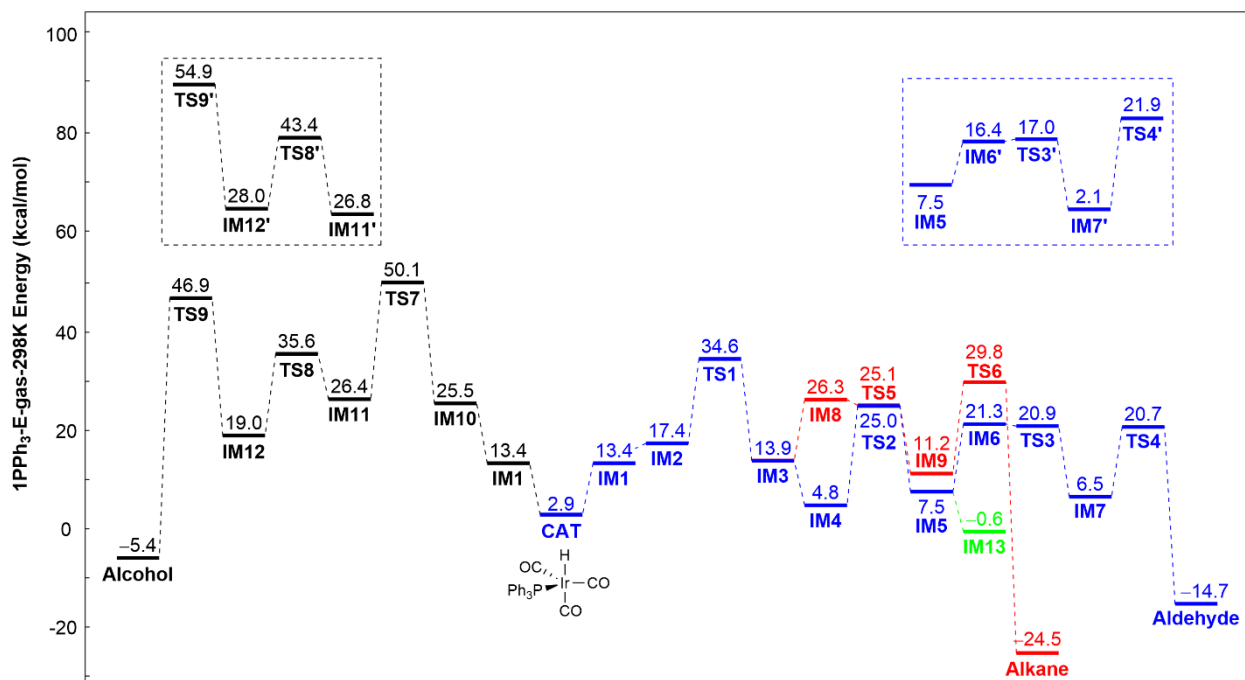 1PPh₃-E-gas-298K Energy (kcal/mol)
100
80
60
40
20
0
-20
54.9
TS9'
28.0
IM12'
43.4
TS8'
26.8
IM11'
7.5
IM5
16.4
IM6'
17.0
TS3'
2.1
IM7'
21.9
TS4'
−5.4
Alcohol
46.9
TS9
19.0
IM12
35.6
TS8
26.4
IM11
50.1
TS7
25.5
IM10
13.4
IM1
2.9
CAT
H
OC
Ph₃P
Ir
CO
CO
13.4
IM1
17.4
IM2
34.6
TS1
13.9
IM3
26.3
IM8
4.8
IM4
25.1
TS5
25.0
TS2
11.2
IM9
7.5
IM5
29.8
TS6
21.3
IM6
−0.6
IM13
20.9
TS3
−24.5
Alkane
6.5
IM7
20.7
TS4
−14.7
Aldehyde